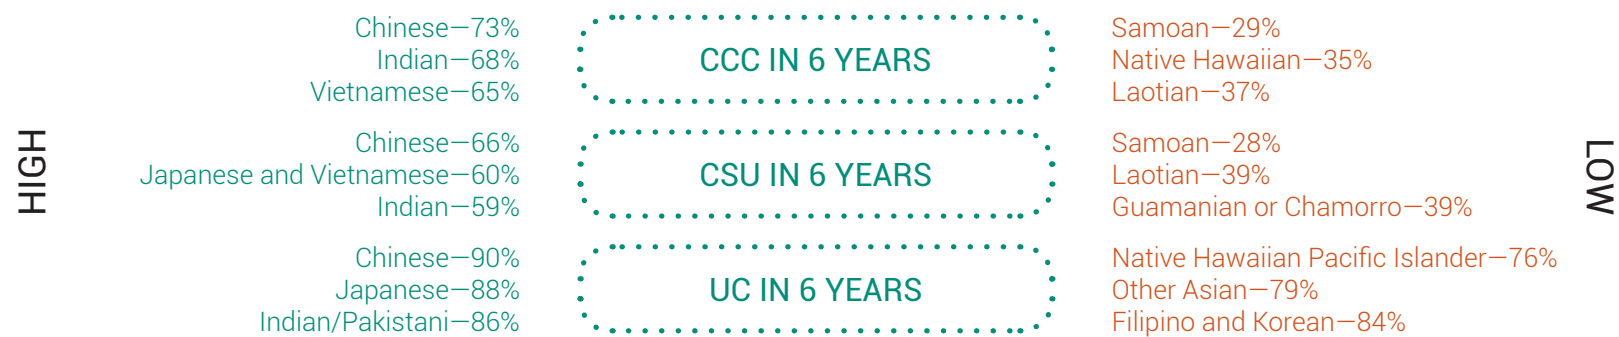 HIGH
Chinese—73%
Indian—68%
Vietnamese—65%
CCC IN 6 YEARS
Samoan—29%
Native Hawaiian—35%
Laotian—37%
Chinese—66%
Japanese and Vietnamese—60%
Indian—59%
CSU IN 6 YEARS
Samoan—28%
Laotian—39%
Guamanian or Chamorro—39%
Chinese—90%
Japanese—88%
Indian/Pakistani—86%
UC IN 6 YEARS
Native Hawaiian Pacific Islander—76%
Other Asian—79%
Filipino and Korean—84%
LOW